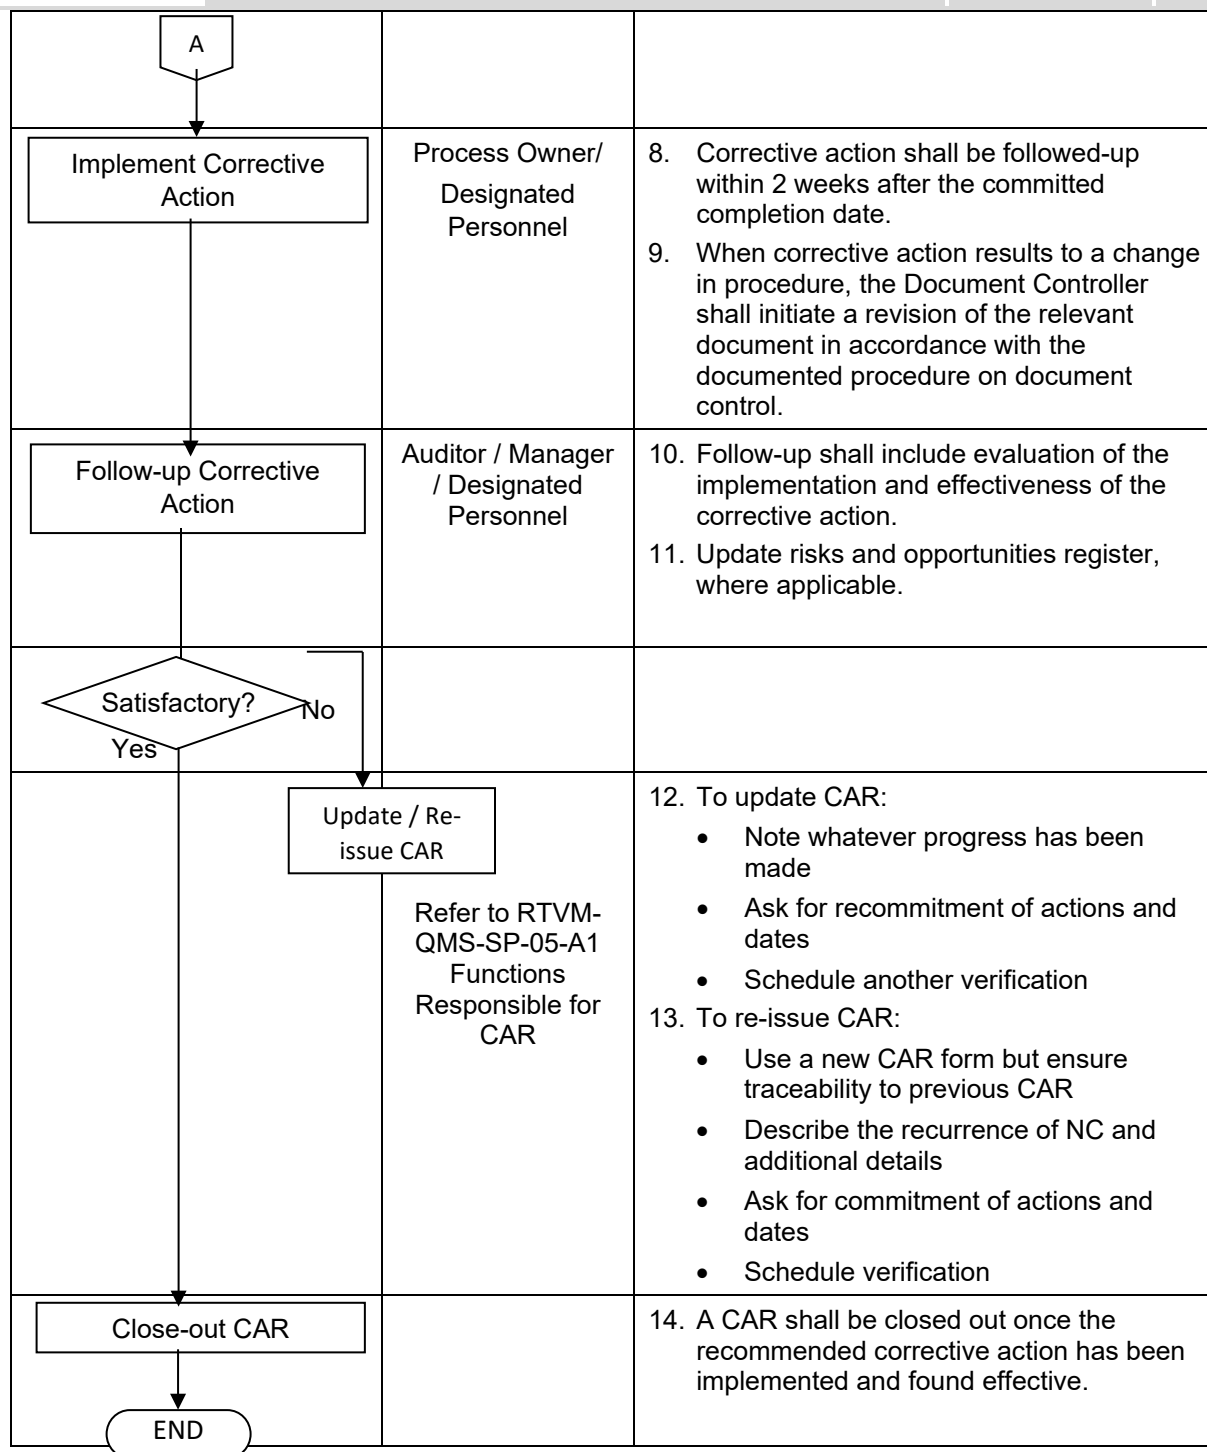 A
Implement Corrective
Action
Process Owner/
Designated
Personnel
8. Corrective action shall be followed-up
within 2 weeks after the committed
completion date.
9. When corrective action results to a change
in procedure, the Document Controller
shall initiate a revision of the relevant
document in accordance with the
documented procedure on document
control.
Follow-up Corrective
Action
Auditor / Manager
/ Designated
Personnel
10. Follow-up shall include evaluation of the
implementation and effectiveness of the
corrective action.
11. Update risks and opportunities register,
where applicable.
Satisfactory?
No
Yes
Update / Re-
issue CAR
Refer to RTVM-
QMS-SP-05-A1
Functions
Responsible for
CAR
12. To update CAR:
• Note whatever progress has been
made
• Ask for recommitment of actions and
dates
• Schedule another verification
13. To re-issue CAR:
• Use a new CAR form but ensure
traceability to previous CAR
• Describe the recurrence of NC and
additional details
• Ask for commitment of actions and
dates
• Schedule verification
Close-out CAR
14. A CAR shall be closed out once the
recommended corrective action has been
implemented and found effective.
END